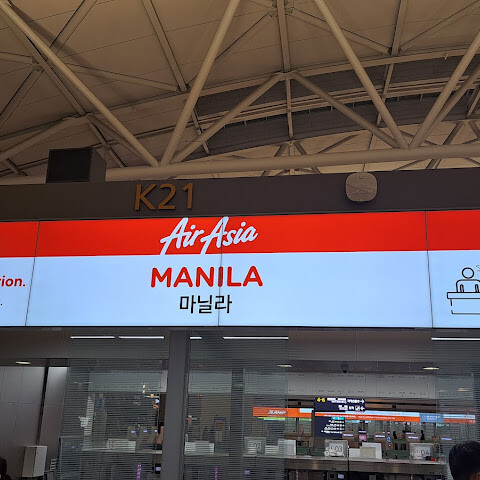 K21
AirAsia
MANILA
마닐라
tion.